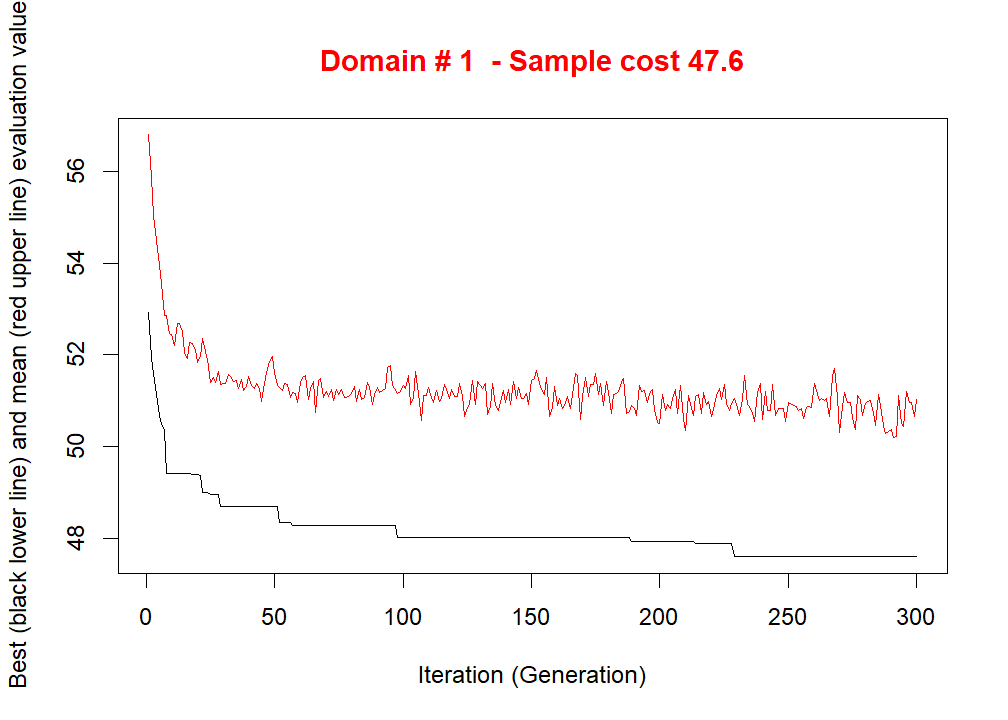 Domain # 1  - Sample cost 47.6
Best (black lower line) and mean (red upper line) evaluation value
56
54
52
50
48
0 50 100 150 200 250 300
Iteration (Generation)